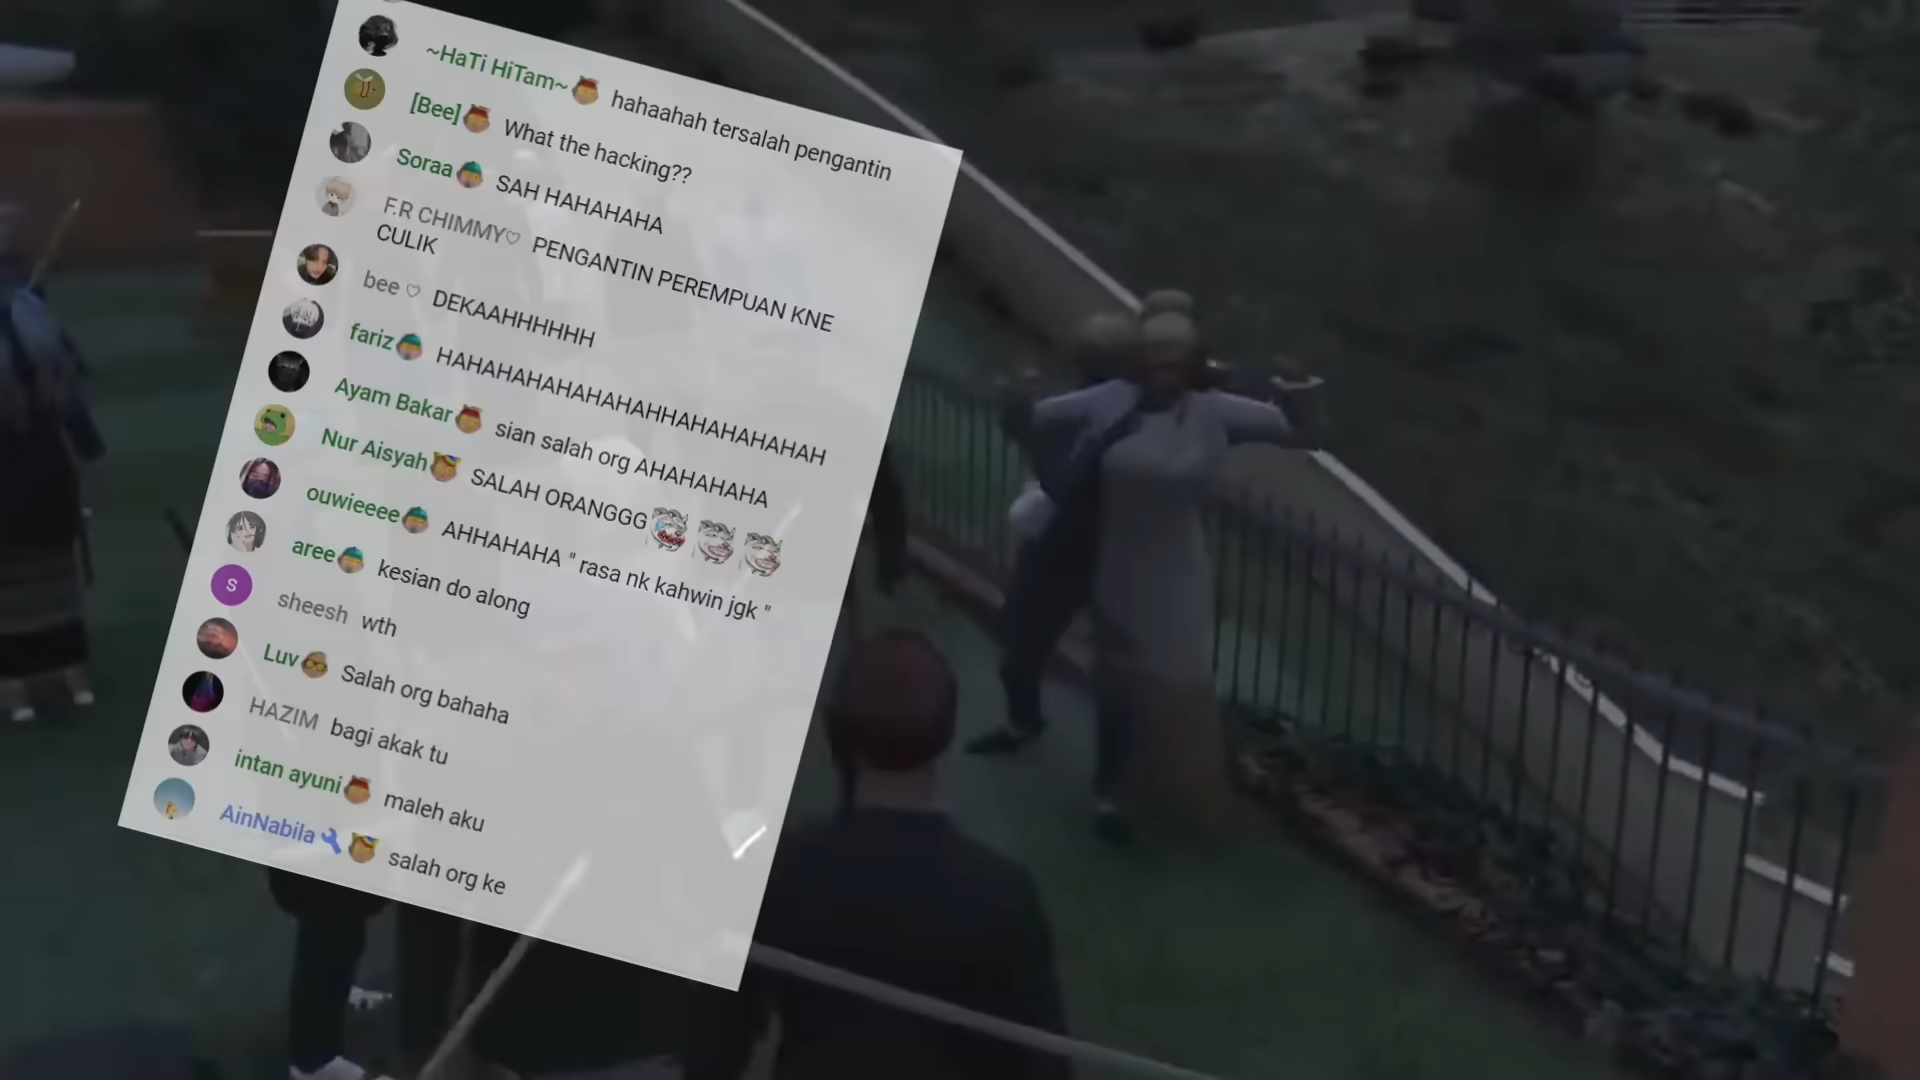 ~HaTi HiTam~ hahaahah tersalah pengantin
[Bee] What the hacking??
Soraa SAH HAHAHAHA
F.R CHIMMY♡ PENGANTIN PEREMPUAN KNE
CULIK
bee ♡ DEKAAHHHHHH
fariz HAHAHAHAHAHAHAHHAHAHAHAHAH
Ayam Bakar sian salah org AHAHAHAHA
Nur Aisyah SALAH ORANGGG
ouwieeee AHHAHAHA " rasa nk kahwin jgk "
aree kesian do along
S sheesh wth
Luv Salah org bahaha
HAZIM bagi akak tu
intan ayuni maleh aku
AinNabila salah org ke